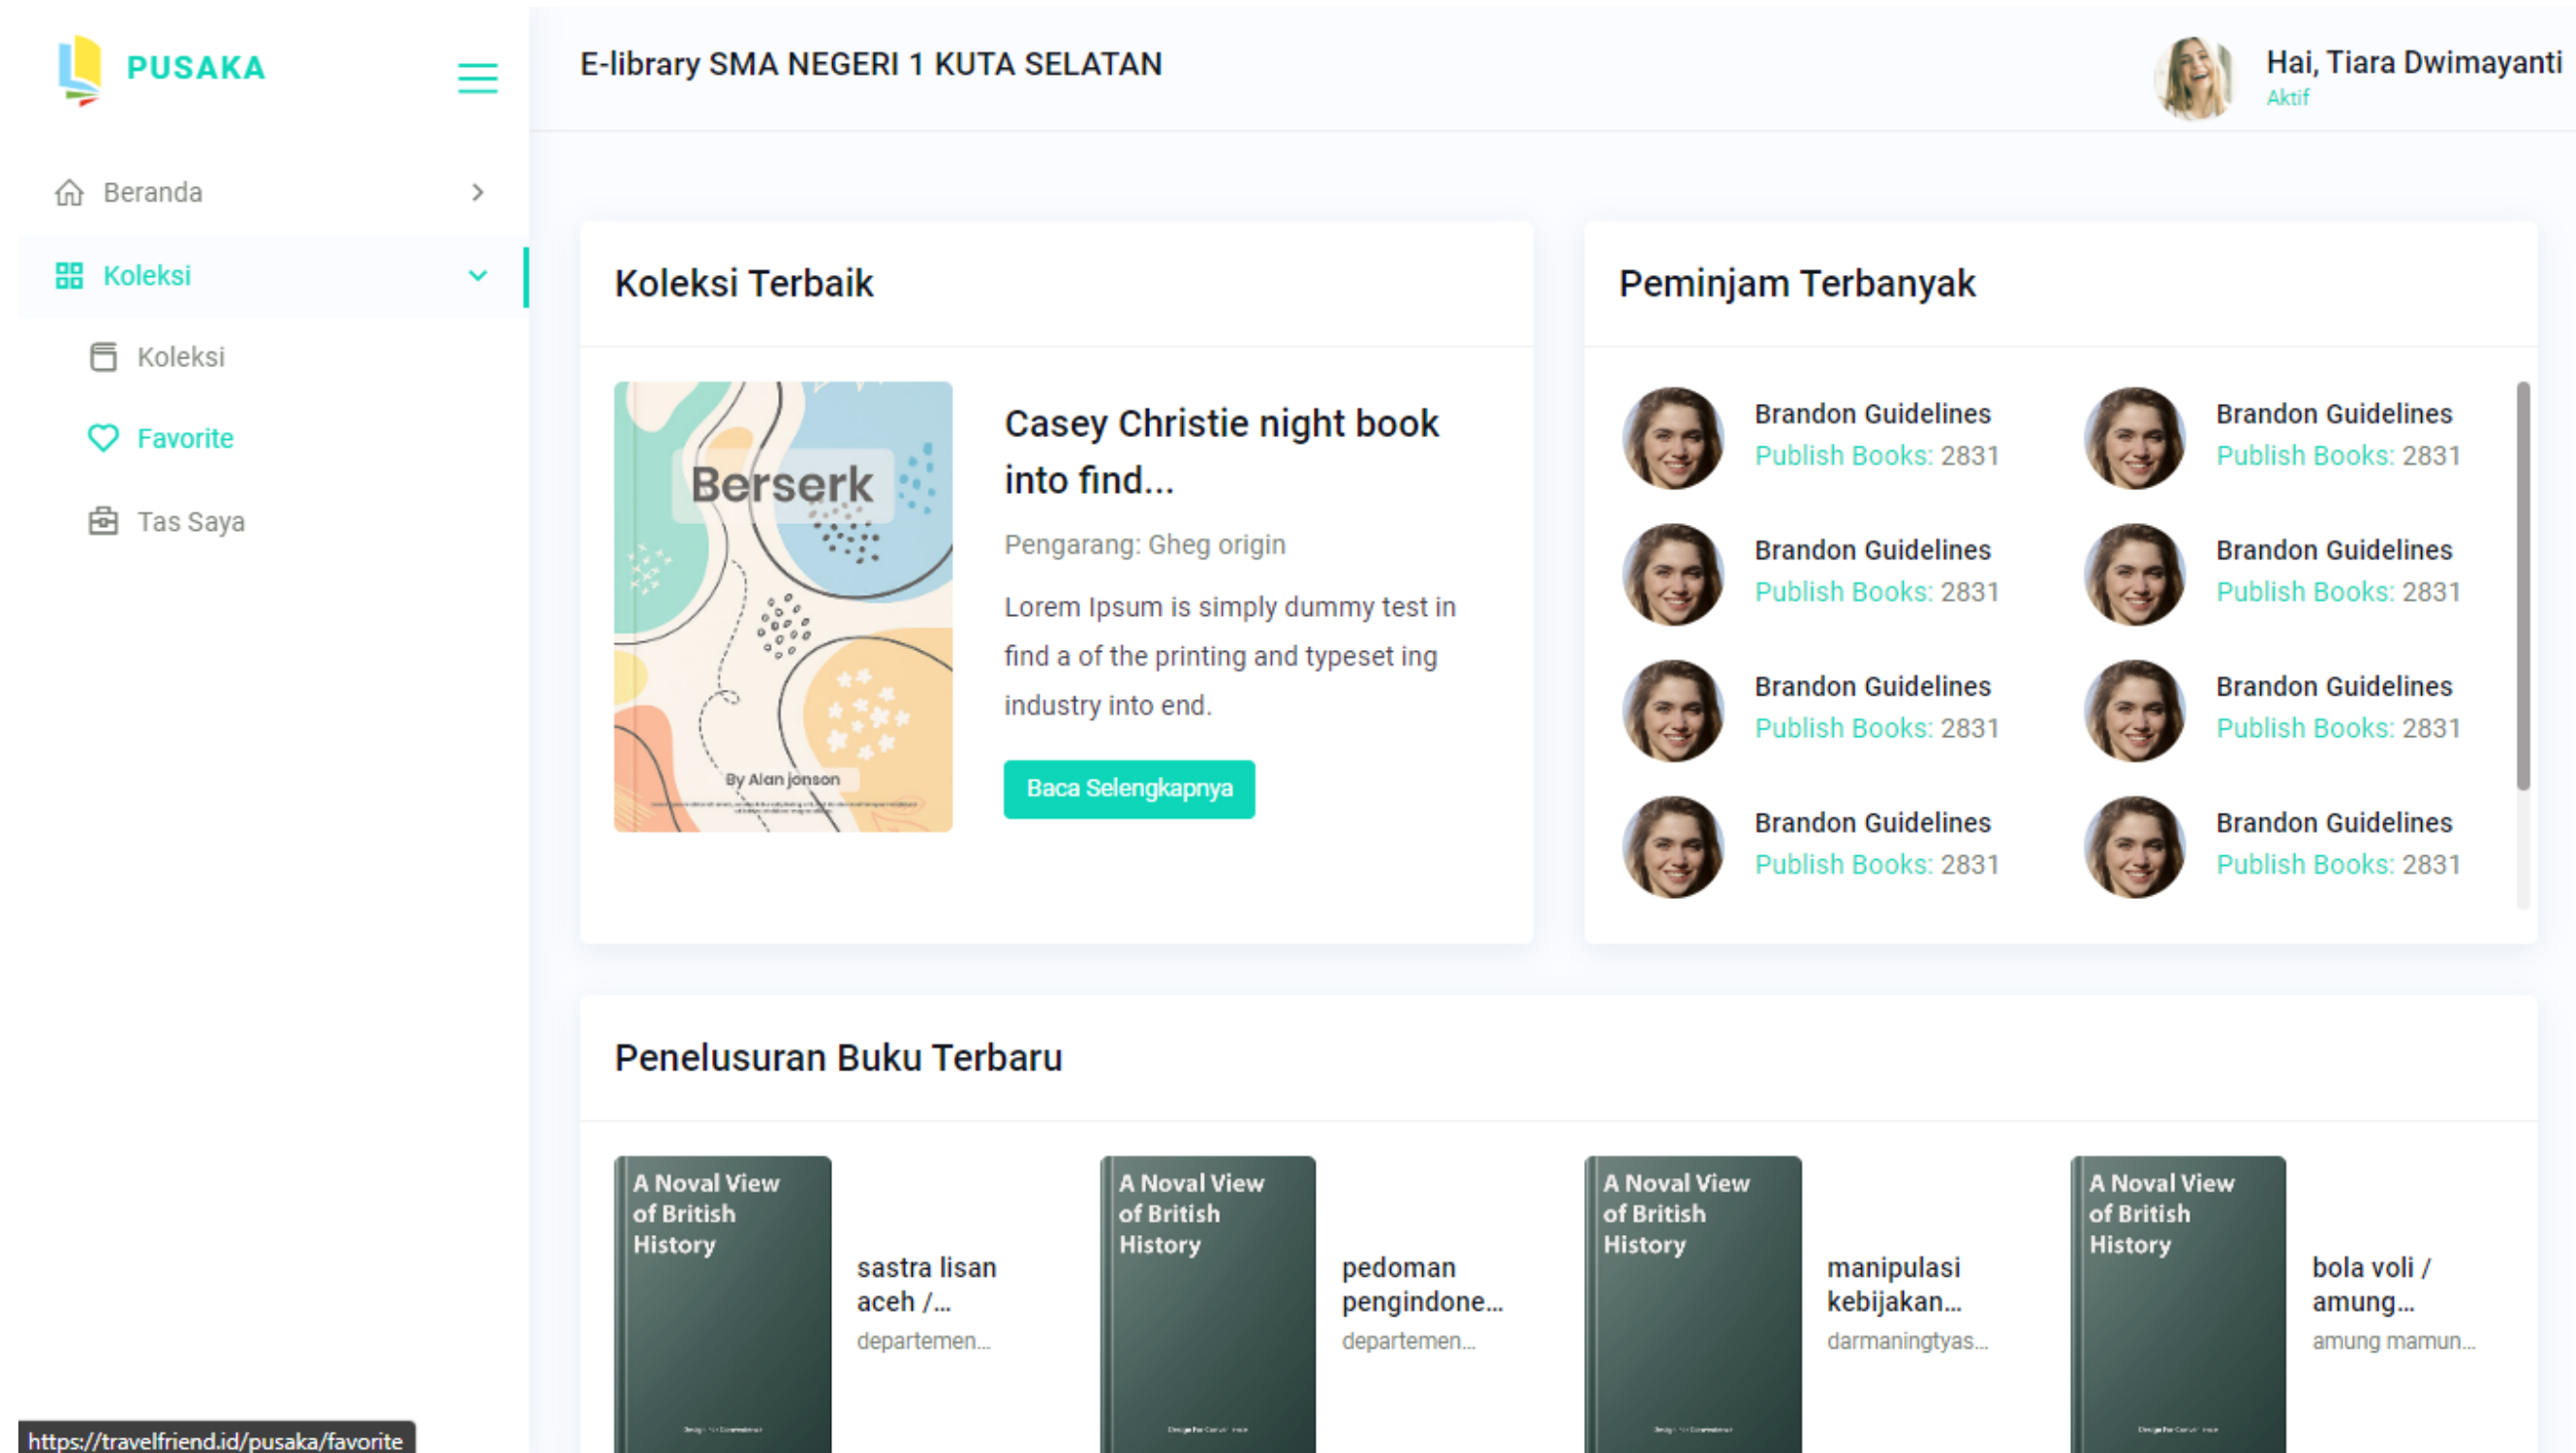 PUSAKA
E-library SMA NEGERI 1 KUTA SELATAN
Hai, Tiara Dwimayanti
Aktif
Beranda
Koleksi
Koleksi
Favorite
Tas Saya
Koleksi Terbaik
Berserk
By Alan jonson
Casey Christie night book
into find...
Pengarang: Gheg origin
Lorem Ipsum is simply dummy test in
find a of the printing and typeset ing
industry into end.
Baca Selengkapnya
Peminjam Terbanyak
Brandon Guidelines
Publish Books: 2831
Brandon Guidelines
Publish Books: 2831
Brandon Guidelines
Publish Books: 2831
Brandon Guidelines
Publish Books: 2831
Brandon Guidelines
Publish Books: 2831
Brandon Guidelines
Publish Books: 2831
Brandon Guidelines
Publish Books: 2831
Brandon Guidelines
Publish Books: 2831
Penelusuran Buku Terbaru
A Noval View
of British
History
sastra lisan
aceh /...
departemen...
A Noval View
of British
History
pedoman
pengindone...
departemen...
A Noval View
of British
History
manipulasi
kebijakan...
darmaningtyas...
A Noval View
of British
History
bola voli /
amung...
amung mamun...
https://travelfriend.id/pusaka/favorite